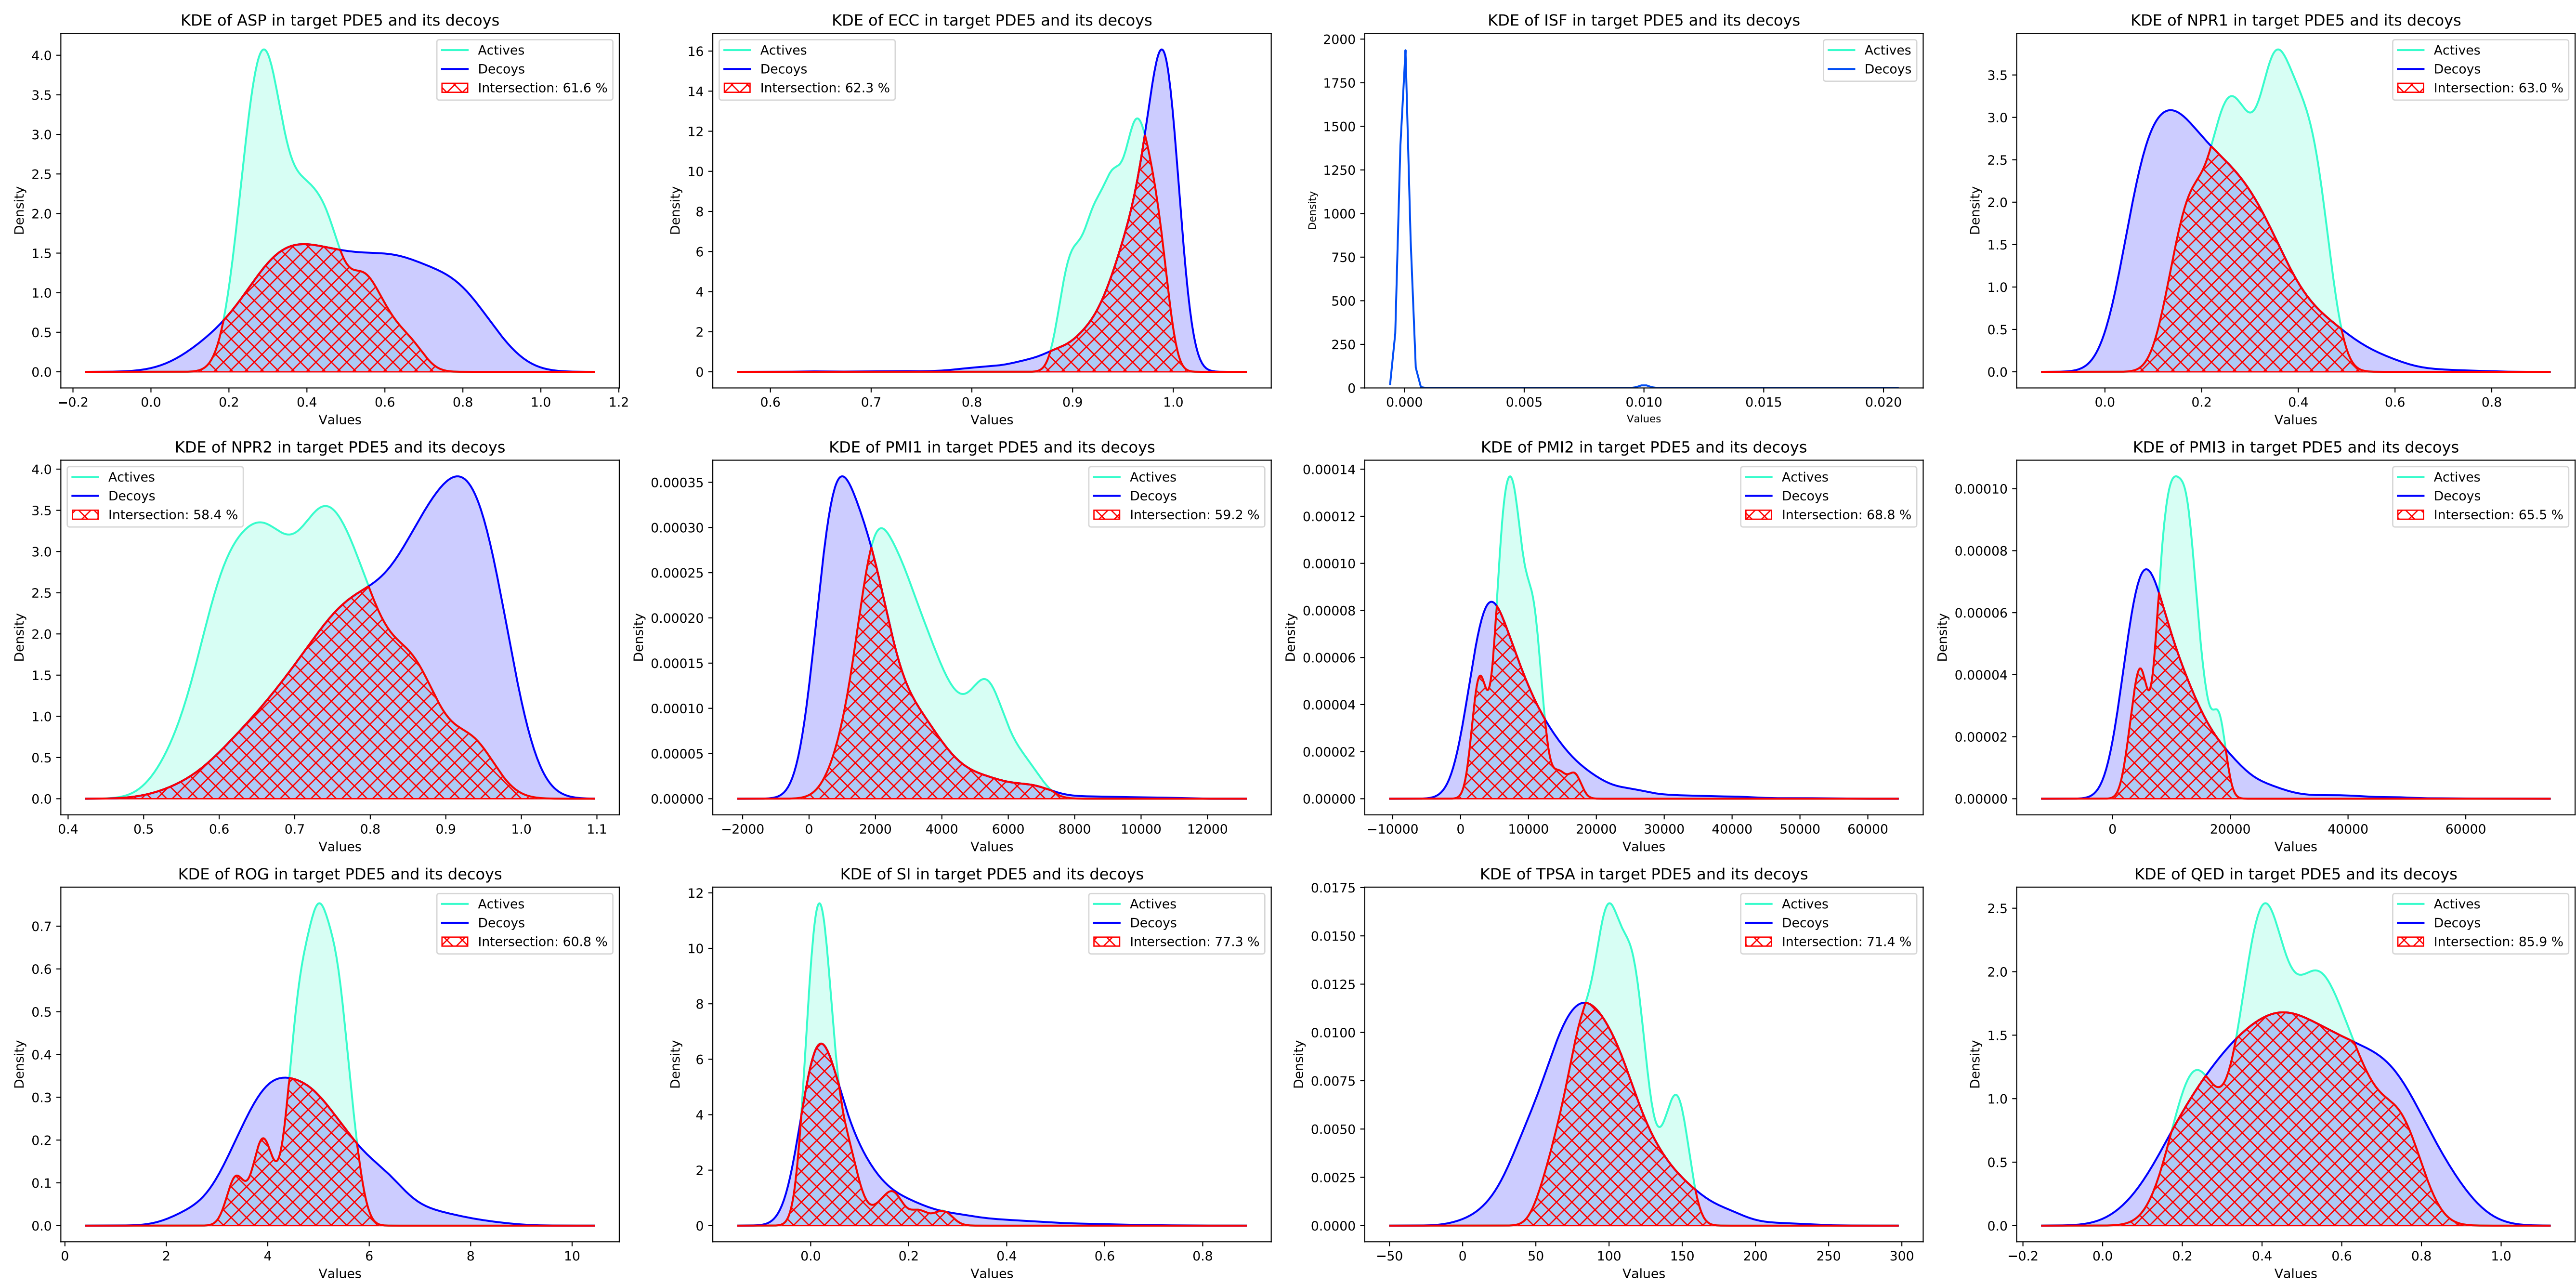 KDE of ASP in target PDE5 and its decoys
Actives
Decoys
Intersection: 61.6 %
Density
4.0
3.5
3.0
2.5
2.0
1.5
1.0
0.5
0.0
−0.2 0.0 0.2 0.4 0.6 0.8 1.0 1.2
Values
KDE of ECC in target PDE5 and its decoys
Actives
Decoys
Intersection: 62.3 %
Density
16
14
12
10
8
6
4
2
0
0.6 0.7 0.8 0.9 1.0
Values
KDE of ISF in target PDE5 and its decoys
Actives
Decoys
Density
2000
1750
1500
1250
1000
750
500
250
0
0.000 0.005 0.010 0.015 0.020
Values
KDE of NPR1 in target PDE5 and its decoys
Actives
Decoys
Intersection: 63.0 %
Density
3.5
3.0
2.5
2.0
1.5
1.0
0.5
0.0
0.0 0.2 0.4 0.6 0.8
Values
KDE of NPR2 in target PDE5 and its decoys
Actives
Decoys
Intersection: 58.4 %
Density
4.0
3.5
3.0
2.5
2.0
1.5
1.0
0.5
0.0
0.4 0.5 0.6 0.7 0.8 0.9 1.0 1.1
Values
KDE of PMI1 in target PDE5 and its decoys
Actives
Decoys
Intersection: 59.2 %
Density
0.00035
0.00030
0.00025
0.00020
0.00015
0.00010
0.00005
0.00000
−2000 0 2000 4000 6000 8000 10000 12000
Values
KDE of PMI2 in target PDE5 and its decoys
Actives
Decoys
Intersection: 68.8 %
Density
0.00014
0.00012
0.00010
0.00008
0.00006
0.00004
0.00002
0.00000
−10000 0 10000 20000 30000 40000 50000 60000
Values
KDE of PMI3 in target PDE5 and its decoys
Actives
Decoys
Intersection: 65.5 %
Density
0.00010
0.00008
0.00006
0.00004
0.00002
0.00000
0 20000 40000 60000
Values
KDE of ROG in target PDE5 and its decoys
Actives
Decoys
Intersection: 60.8 %
Density
0.7
0.6
0.5
0.4
0.3
0.2
0.1
0.0
0 2 4 6 8 10
Values
KDE of SI in target PDE5 and its decoys
Actives
Decoys
Intersection: 77.3 %
Density
12
10
8
6
4
2
0
0.0 0.2 0.4 0.6 0.8
Values
KDE of TPSA in target PDE5 and its decoys
Actives
Decoys
Intersection: 71.4 %
Density
0.0175
0.0150
0.0125
0.0100
0.0075
0.0050
0.0025
0.0000
−50 0 50 100 150 200 250 300
Values
KDE of QED in target PDE5 and its decoys
Actives
Decoys
Intersection: 85.9 %
Density
2.5
2.0
1.5
1.0
0.5
0.0
−0.2 0.0 0.2 0.4 0.6 0.8 1.0
Values